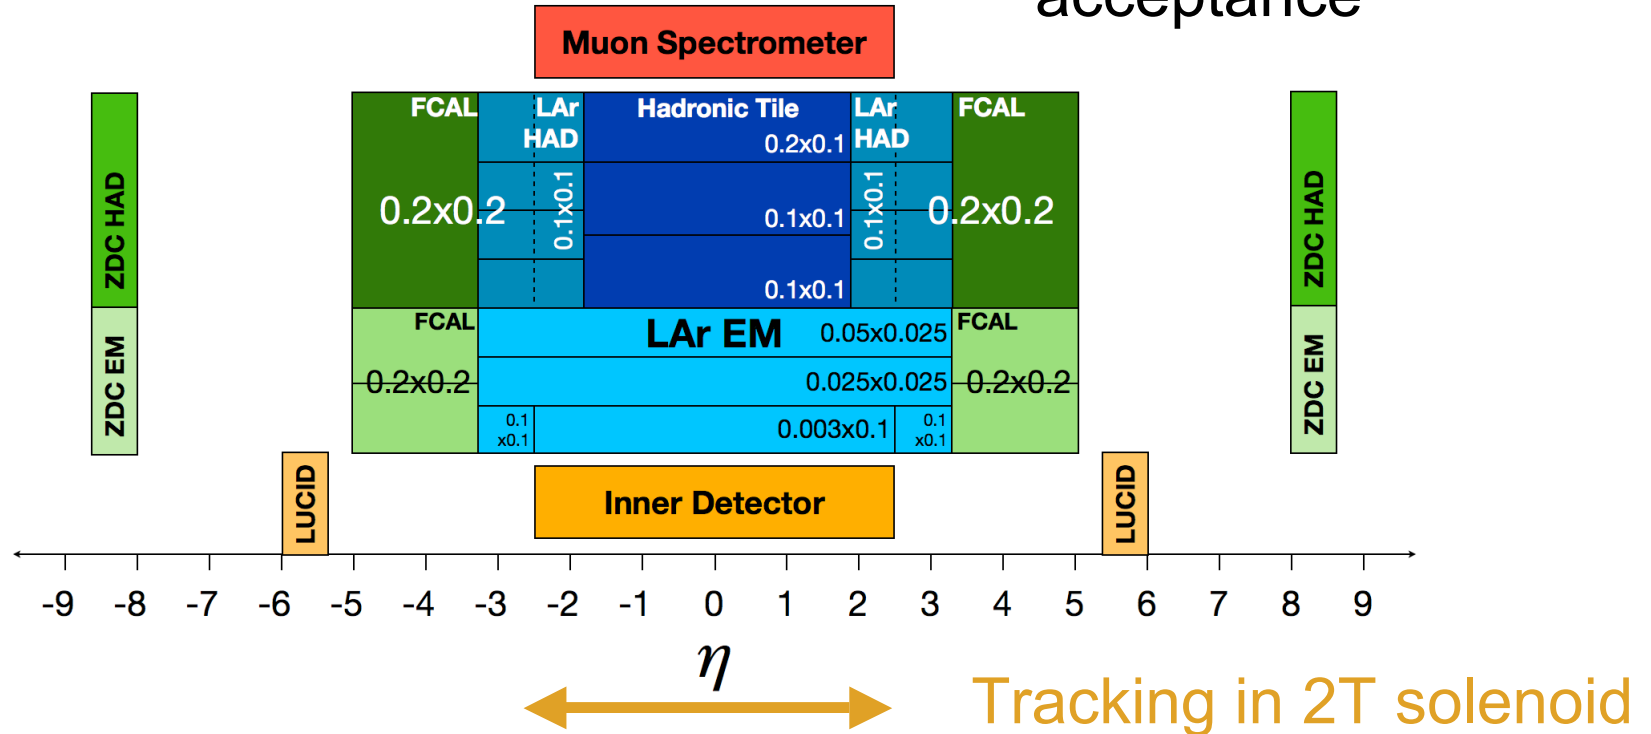 acceptance
Muon Spectrometer
FCAL
LAr
HAD
Hadronic Tile
0.2x0.1
LAr
HAD
FCAL
ZDC HAD
0.2x0.2
0.1x0.1
0.1x0.1
0.1x0.1
0.2x0.2
ZDC HAD
0.1x0.1
FCAL
LAr EM
0.05x0.025
FCAL
ZDC EM
0.2x0.2
0.025x0.025
0.2x0.2
ZDC EM
0.1
x0.1
0.003x0.1
0.1
x0.1
LUCID
Inner Detector
LUCID
-9 -8 -7 -6 -5 -4 -3 -2 -1 0 1 2 3 4 5 6 7 8 9
η
Tracking in 2T solenoid